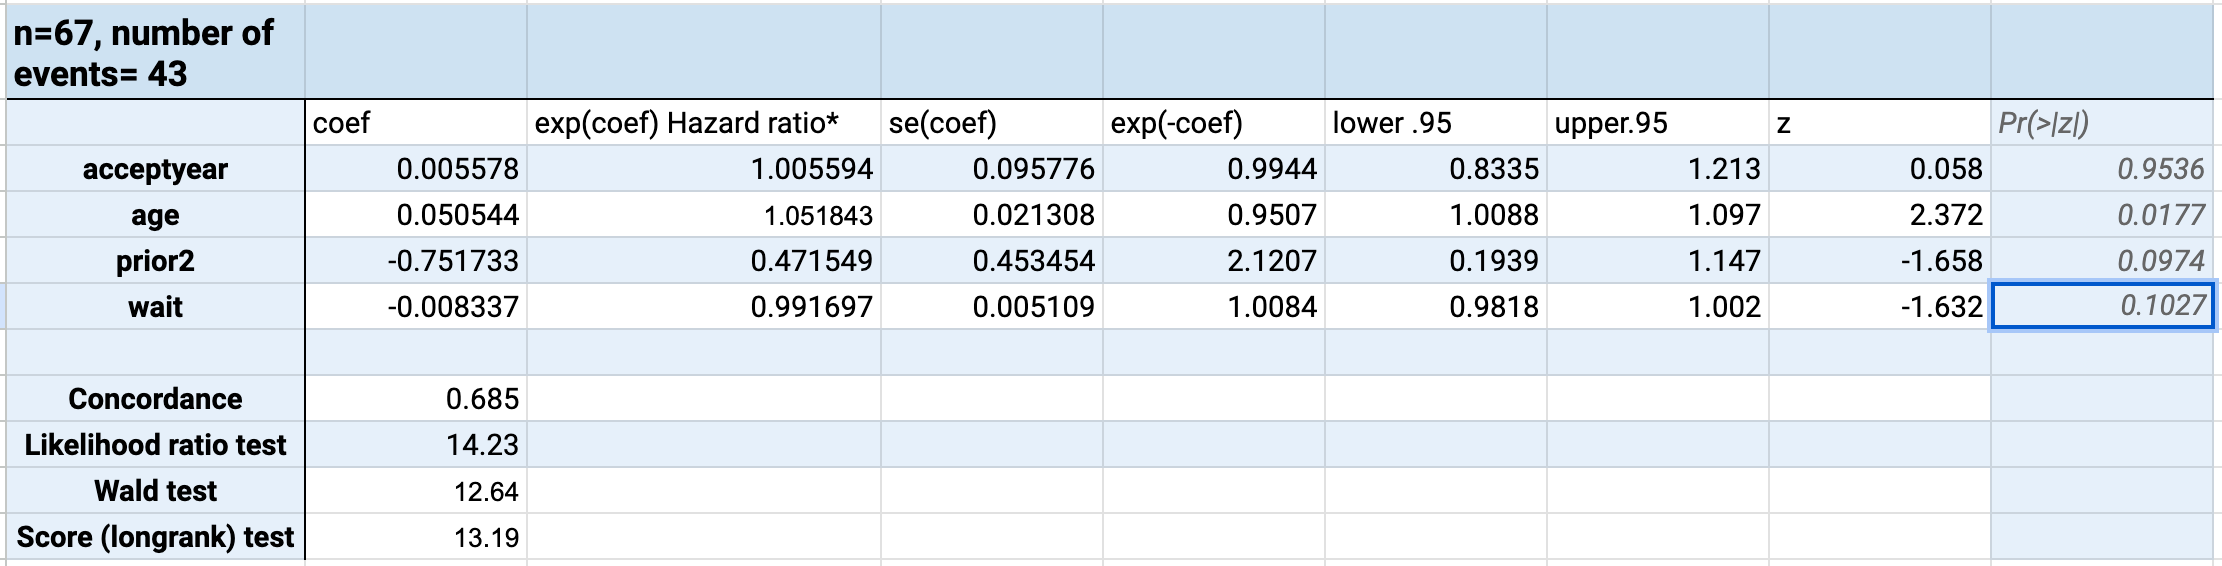 n=67, number of
events= 43
coef exp(coef) Hazard ratio* se(coef) exp(-coef) lower .95 upper.95 z Pr(>|z|)
acceptyear 0.005578 1.005594 0.095776 0.9944 0.8335 1.213 0.058 0.9536
age 0.050544 1.051843 0.021308 0.9507 1.0088 1.097 2.372 0.0177
prior2 -0.751733 0.471549 0.453454 2.1207 0.1939 1.147 -1.658 0.0974
wait -0.008337 0.991697 0.005109 1.0084 0.9818 1.002 -1.632 0.1027
Concordance 0.685
Likelihood ratio test 14.23
Wald test 12.64
Score (longrank) test 13.19